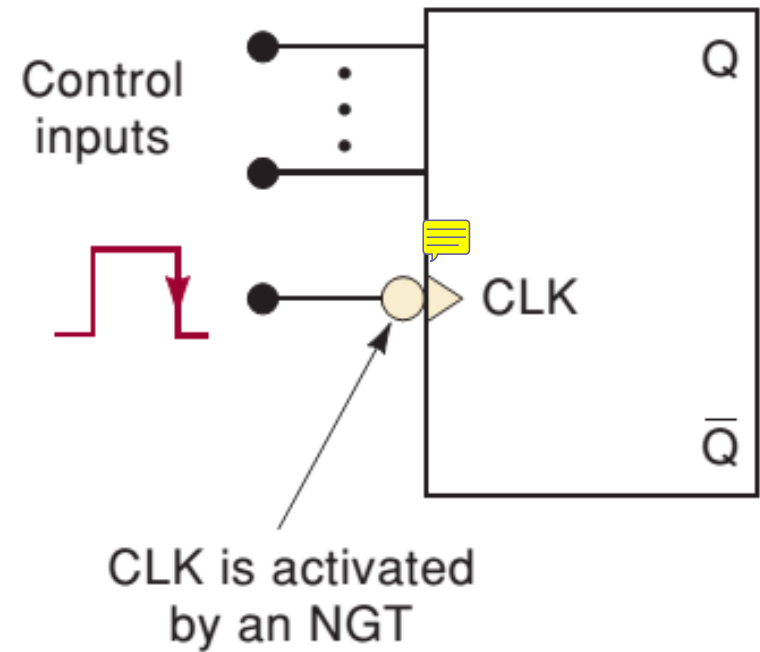 Control
inputs
Q
CLK
Q̅
CLK is activated
by an NGT